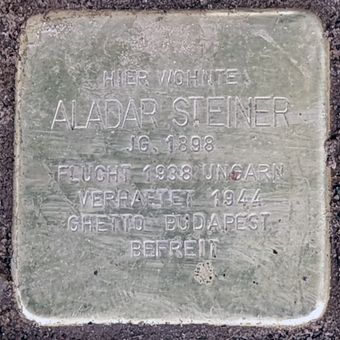 HIER WOHNTE
ALADAR STEINER
JG. 1898
FLUCHT 1938 UNGARN
VERHAFTET 1944
GHETTO BUDAPEST
BEFREIT